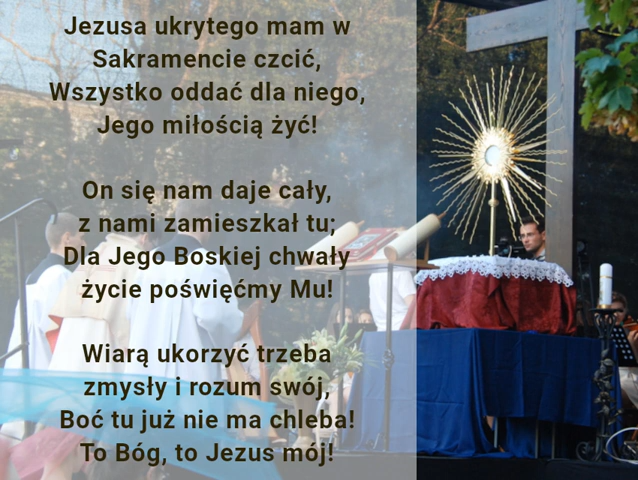 Jezusa ukrytego mam w
Sakramencie czcić,
Wszystko oddać dla niego,
Jego miłością żyć!
On się nam daje cały,
z nami zamieszkał tu;
Dla Jego Boskiej chwały
życie poświęćmy Mu!
Wiarą ukorzyć trzeba
zmysły i rozum swój,
Boć tu już nie ma chleba!
To Bóg, to Jezus mój!